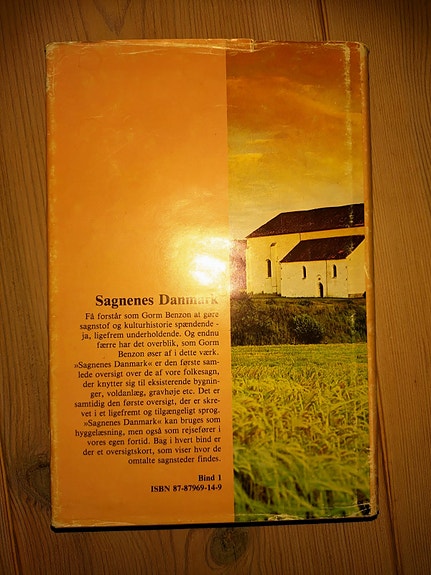 Sagnenes Danmark
Få forstår som Gorm Benzon at gøre
sagnstof og kulturhistorie spændende -
ja, ligefrem underholdende. Og endnu
færre har det overblik, som Gorm
Benzon øser af i dette værk.
»Sagnenes Danmark« er den første sam-
lede oversigt over de af vore folkesagn,
der knytter sig til eksisterende bygnin-
ger, voldanlæg, gravhøje etc. Det er
samtidig den første oversigt, der er skre-
vet i et ligefremt og tilgængeligt sprog.
»Sagnenes Danmark« kan bruges som
hyggelæsning, men også som rejsefører i
vores egen fortid. Bag i hvert bind er
der et oversigtskort, som viser hvor de
omtalte sagnsteder findes.
Bind 1
ISBN 87-87969-14-9